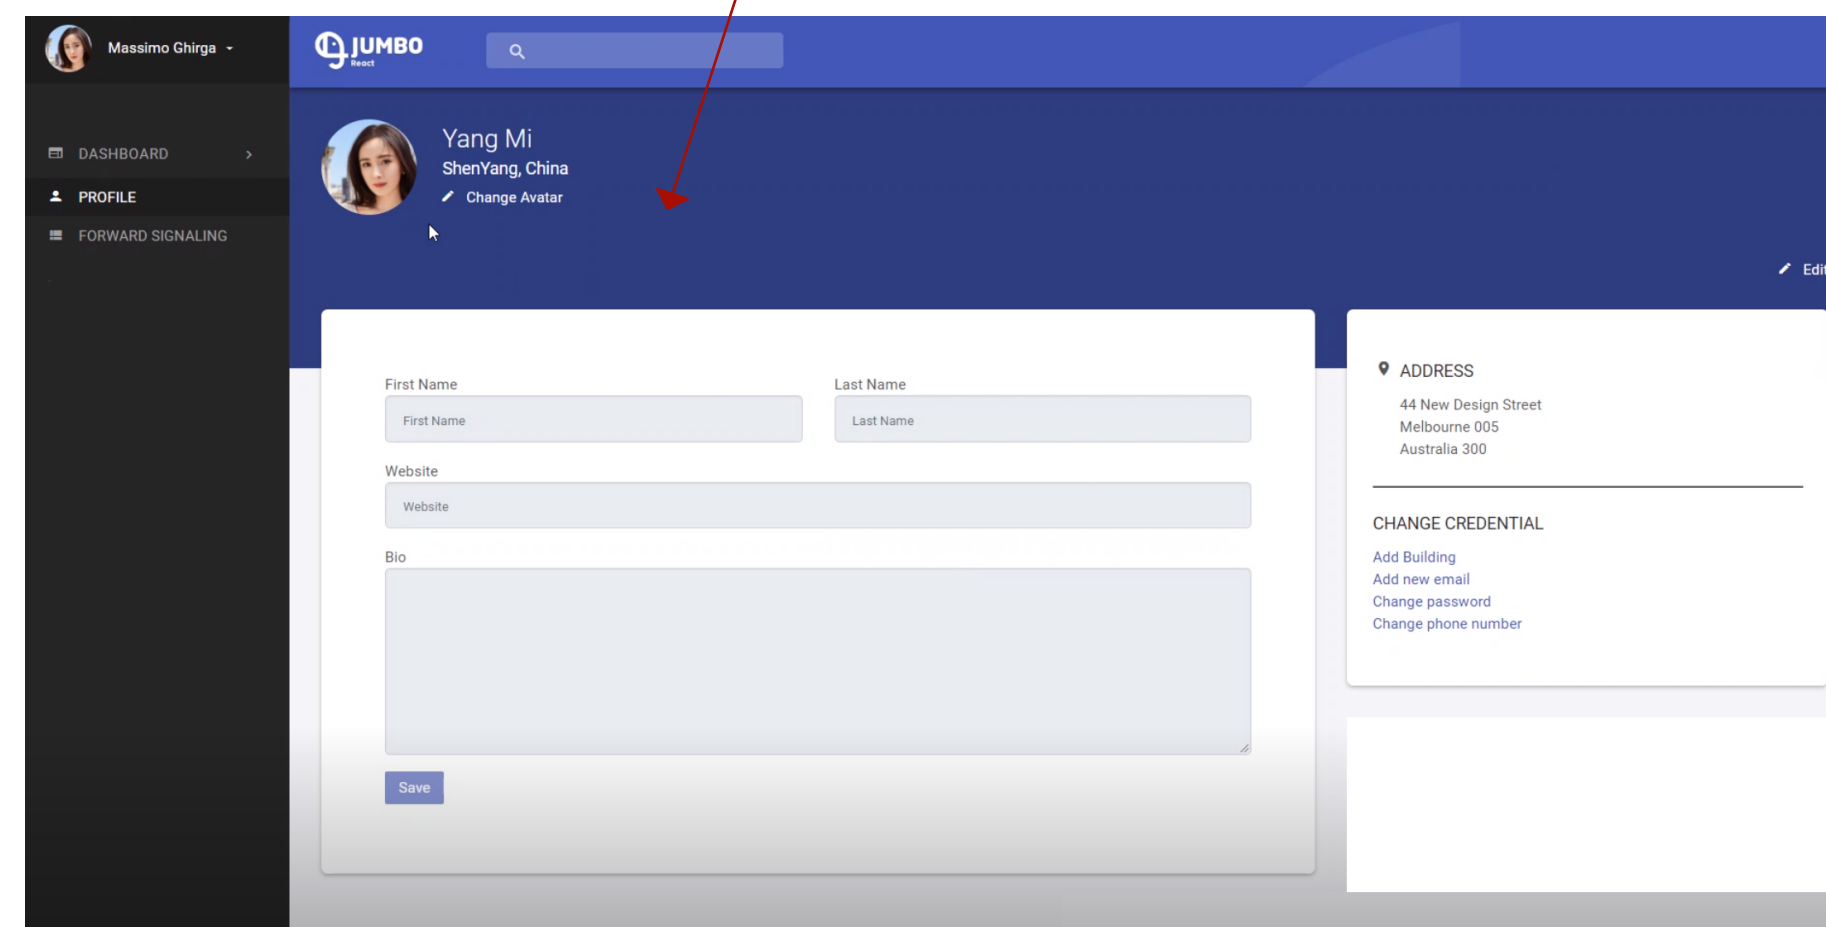 Massimo Ghirga
JUMBO
React
DASHBOARD
PROFILE
FORWARD SIGNALING
Yang Mi
ShenYang, China
Change Avatar
Edit
First Name
Last Name
First Name
Last Name
Website
Website
Bio
Save
ADDRESS
44 New Design Street
Melbourne 005
Australia 300
CHANGE CREDENTIAL
Add Building
Add new email
Change password
Change phone number